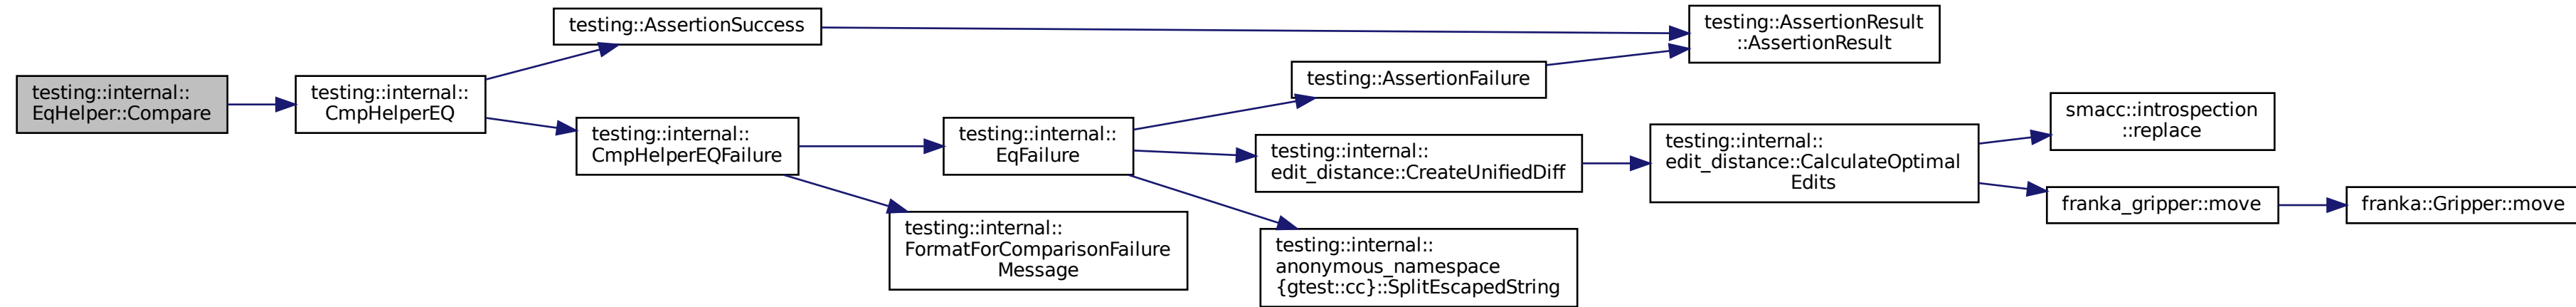 testing::internal::
EqHelper::Compare
testing::internal::
CmpHelperEQ
testing::AssertionSuccess
testing::internal::
CmpHelperEQFailure
testing::internal::
FormatForComparisonFailure
Message
testing::internal::
EqFailure
testing::AssertionFailure
testing::internal::
edit_distance::CreateUnifiedDiff
testing::internal::
anonymous_namespace
{gtest::cc}::SplitEscapedString
testing::AssertionResult
::AssertionResult
testing::internal::
edit_distance::CalculateOptimal
Edits
smacc::introspection
::replace
franka_gripper::move
franka::Gripper::move